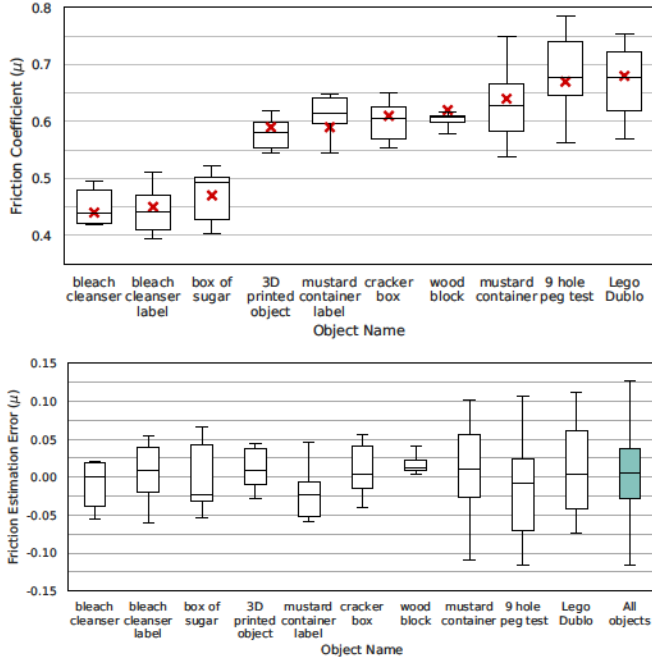 Friction Coefficient (μ)
0.8
0.7
0.6
0.5
0.4
bleach cleanser
bleach cleanser label
box of sugar
3D printed object
mustard container label
cracker box
wood block
mustard container
9 hole peg test
Lego Dublo
Object Name
Friction Estimation Error (μ)
0.15
0.10
0.05
0.00
-0.05
-0.10
-0.15
bleach cleanser
bleach cleanser label
box of sugar
3D printed object
mustard container label
cracker box
wood block
mustard container
9 hole peg test
Lego Dublo
All objects
Object Name